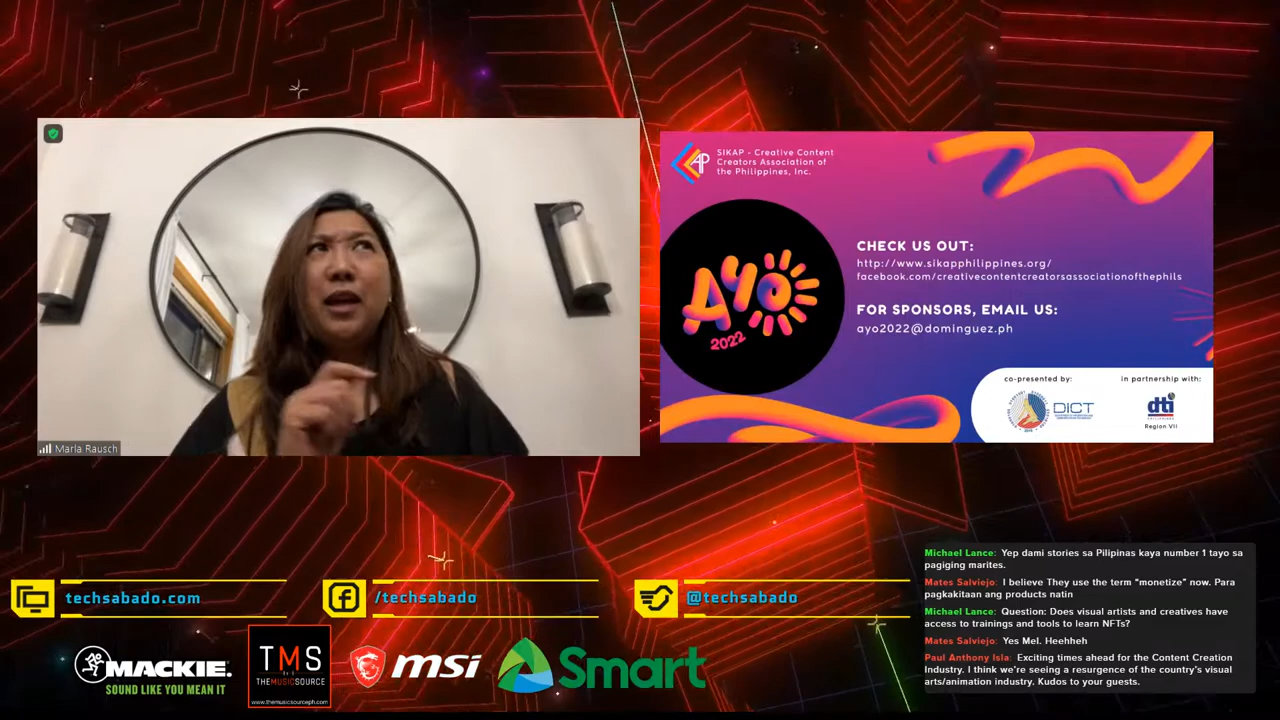 SIKAP - Creative Content
Creators Association of
the Philippines, Inc.
AYO
2022
CHECK US OUT:
http://www.sikapphilippines.org/
facebook.com/creativecontentcreatorsassociationofthephils
FOR SPONSORS, EMAIL US:
ayo2022@dominguez.ph
co-presented by:
in partnership with:
DICT
dti
PHILIPPINES
Region VII
Marla Rausch
Michael Lance: Yep dami stories sa Pilipinas kaya number 1 tayo sa
pagiging marites.
Mates Salviejo: I believe They use the term "monetize" now. Para
pagkakitaan ang products natin
Michael Lance: Question: Does visual artists and creatives have
access to trainings and tools to learn NFTs?
Mates Salviejo: Yes Mel. Heehheh
Paul Anthony Isla: Exciting times ahead for the Content Creation
Industry. I think we're seeing a resurgence of the country's visual
arts/animation industry. Kudos to your guests.
techsabado.com
/techsabado
@techsabado
MACKIE.
SOUND LIKE YOU MEAN IT
TMS
THEMUSICSOURCE
www.themusicsourceph.com
msi
Smart